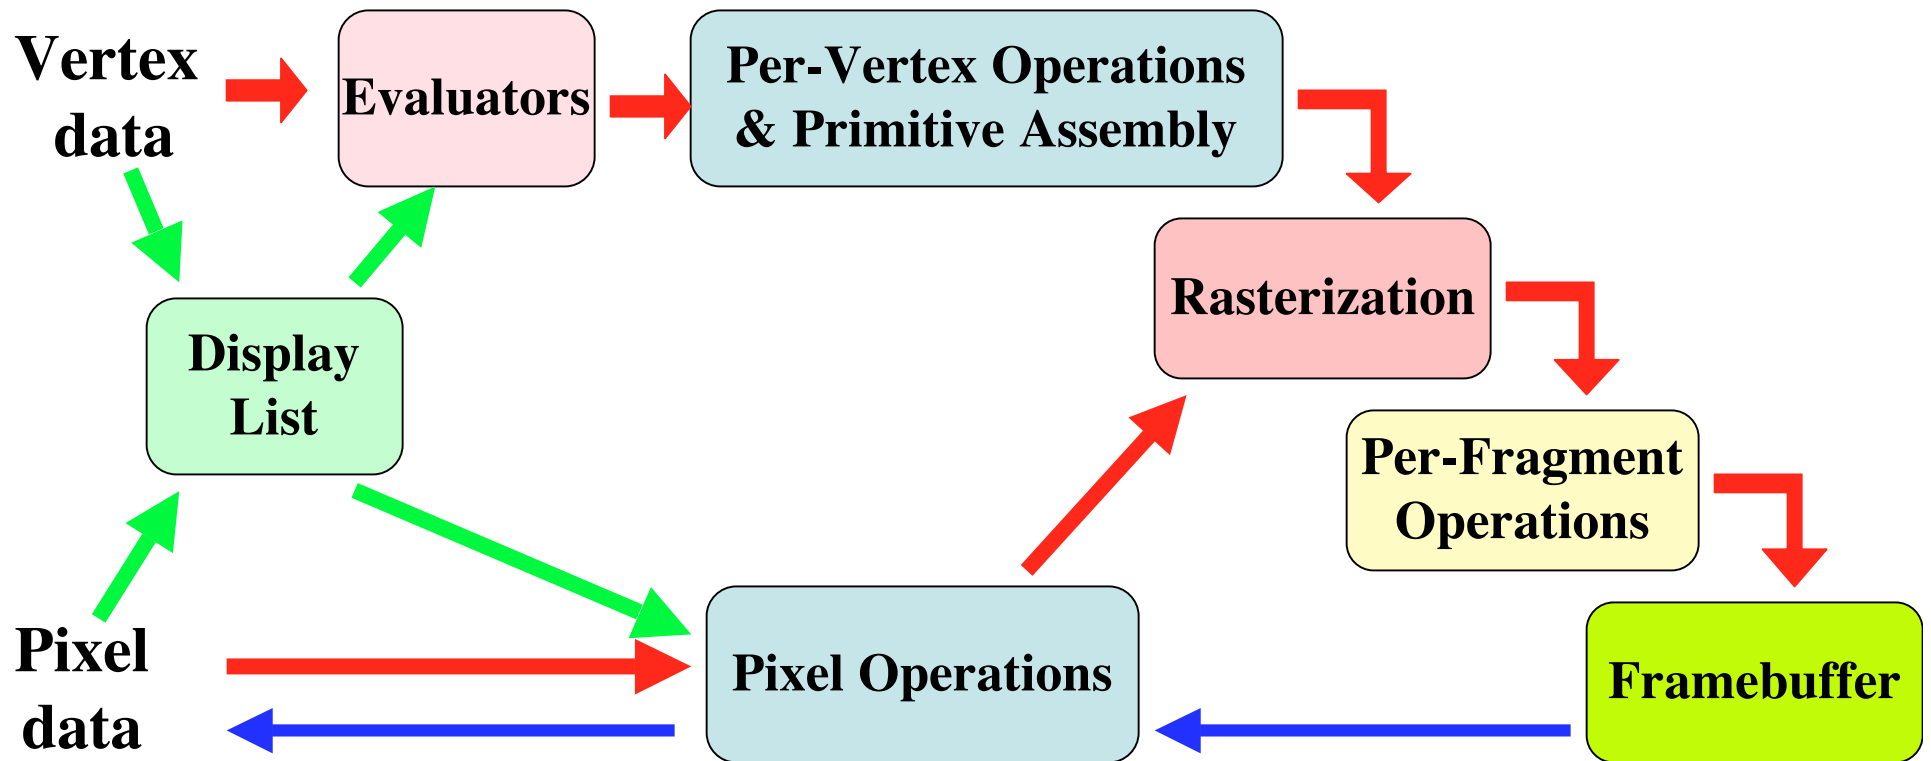 Vertex
data
Evaluators
Per-Vertex Operations
& Primitive Assembly
Rasterization
Display
List
Per-Fragment
Operations
Pixel
data
Pixel Operations
Framebuffer